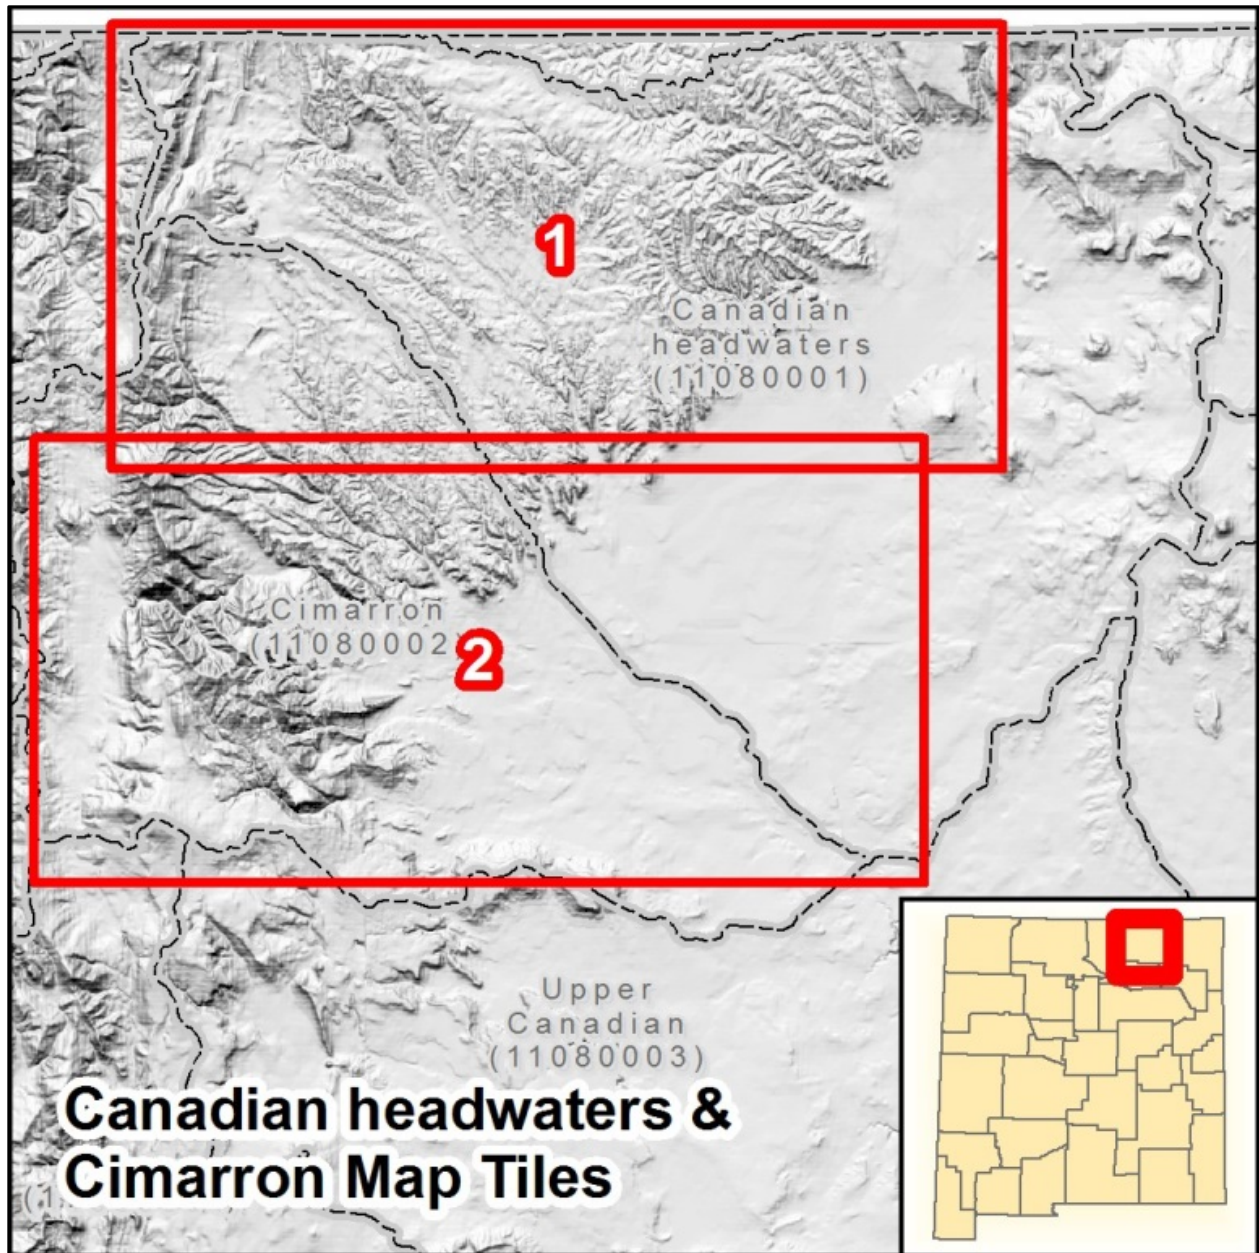 1
Canadian
headwaters
(11080001)
Cimarron
(11080002
2
Upper
Canadian
(11080003)
Canadian headwaters &
Cimarron Map Tiles